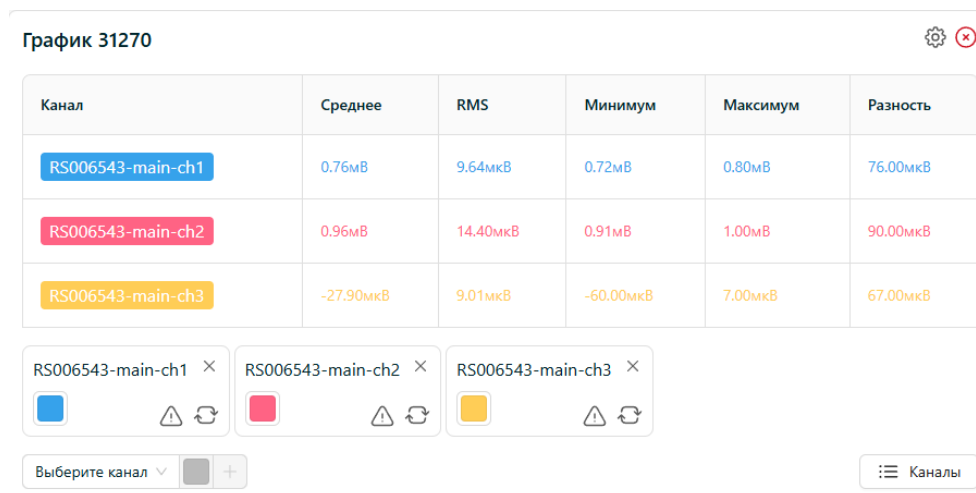 График 31270
Канал Среднее RMS Минимум Максимум Разность
RS006543-main-ch1 0.76мВ 9.64мкВ 0.72мВ 0.80мВ 76.00мкВ
RS006543-main-ch2 0.96мВ 14.40мкВ 0.91мВ 1.00мВ 90.00мкВ
RS006543-main-ch3 -27.90мкВ 9.01мкВ -60.00мкВ 7.00мкВ 67.00мкВ
RS006543-main-ch1 RS006543-main-ch2 RS006543-main-ch3
Выберите канал + Каналы